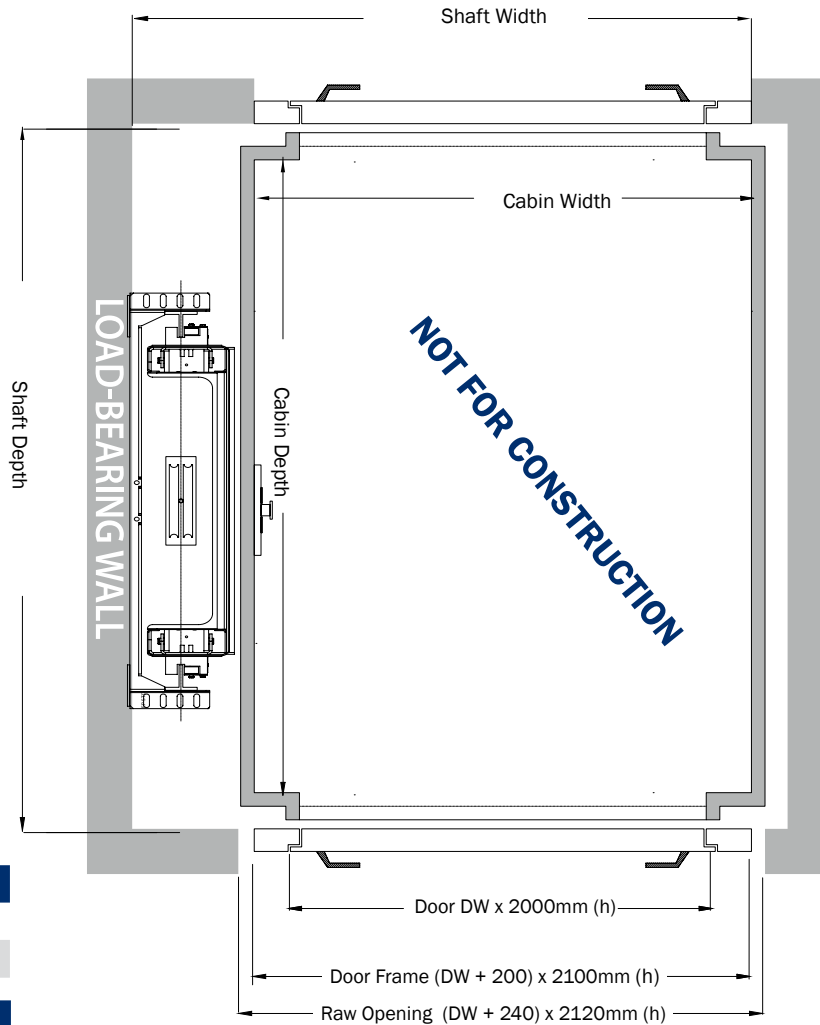 Shaft Width
Cabin Width
LOAD-BEARING WALL
NOT FOR CONSTRUCTION
Shaft Depth
Cabin Depth
Door DW x 2000mm (h)
Door Frame (DW + 200) x 2100mm (h)
Raw Opening (DW + 240) x 2120mm (h)